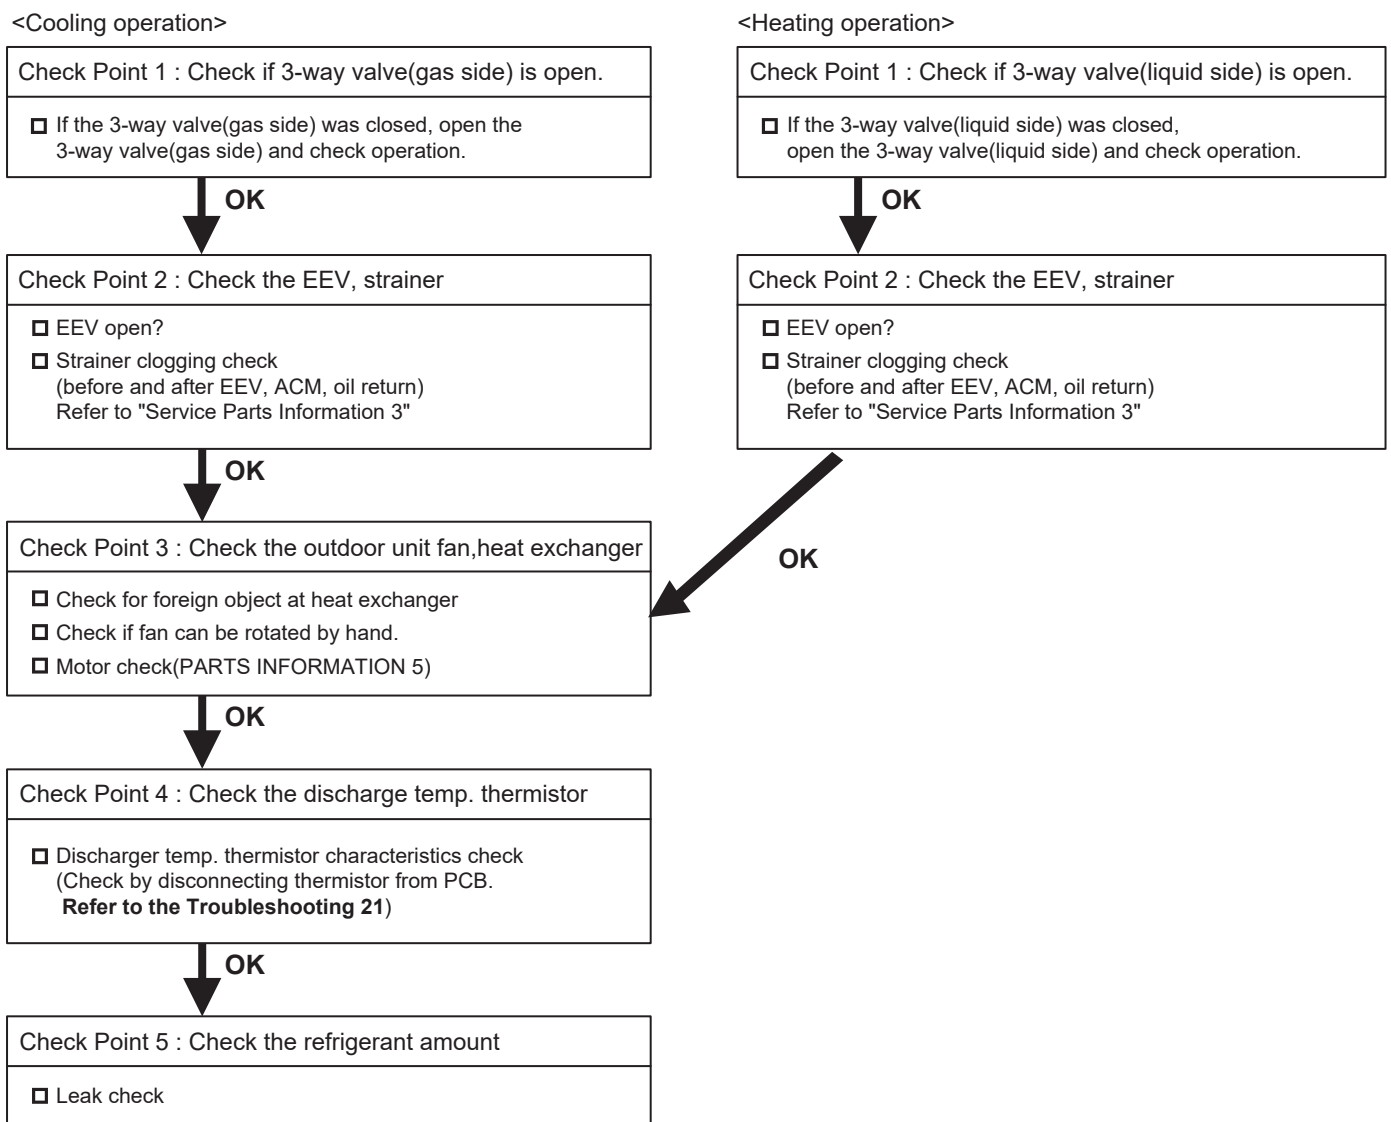 <Cooling operation>
Check Point 1 : Check if 3-way valve(gas side) is open.
If the 3-way valve(gas side) was closed, open the
3-way valve(gas side) and check operation.
OK
Check Point 2 : Check the EEV, strainer
EEV open?
Strainer clogging check
(before and after EEV, ACM, oil return)
Refer to "Service Parts Information 3"
OK
Check Point 3 : Check the outdoor unit fan,heat exchanger
Check for foreign object at heat exchanger
Check if fan can be rotated by hand.
Motor check(PARTS INFORMATION 5)
OK
Check Point 4 : Check the discharge temp. thermistor
Discharger temp. thermistor characteristics check
(Check by disconnecting thermistor from PCB.
Refer to the Troubleshooting 21)
OK
Check Point 5 : Check the refrigerant amount
Leak check
<Heating operation>
Check Point 1 : Check if 3-way valve(liquid side) is open.
If the 3-way valve(liquid side) was closed,
open the 3-way valve(liquid side) and check operation.
OK
Check Point 2 : Check the EEV, strainer
EEV open?
Strainer clogging check
(before and after EEV, ACM, oil return)
Refer to "Service Parts Information 3"
OK